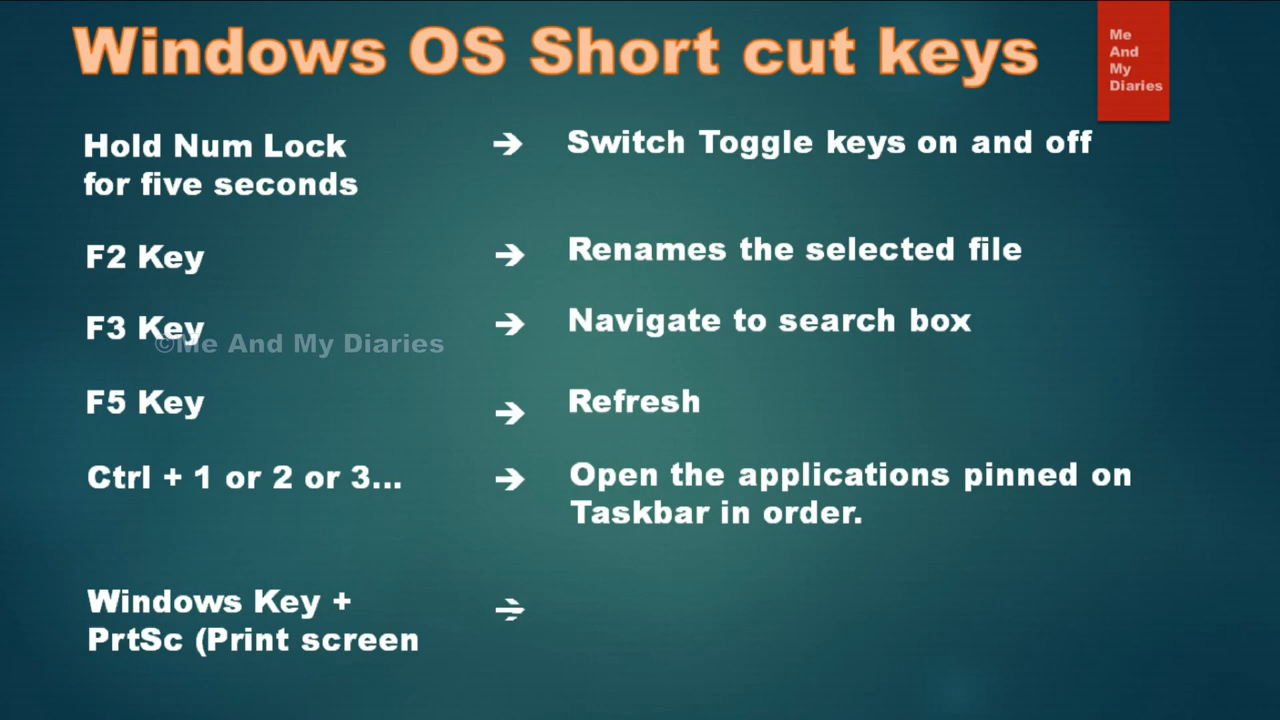 Windows OS Short cut keys
Me
And
My
Diaries
Hold Num Lock
for five seconds
➔ Switch Toggle keys on and off
F2 Key ➔ Renames the selected file
F3 Key ➔ Navigate to search box
©Me And My Diaries
F5 Key ➔ Refresh
Ctrl + 1 or 2 or 3... ➔ Open the applications pinned on
Taskbar in order.
Windows Key + ➔
PrtSc (Print screen